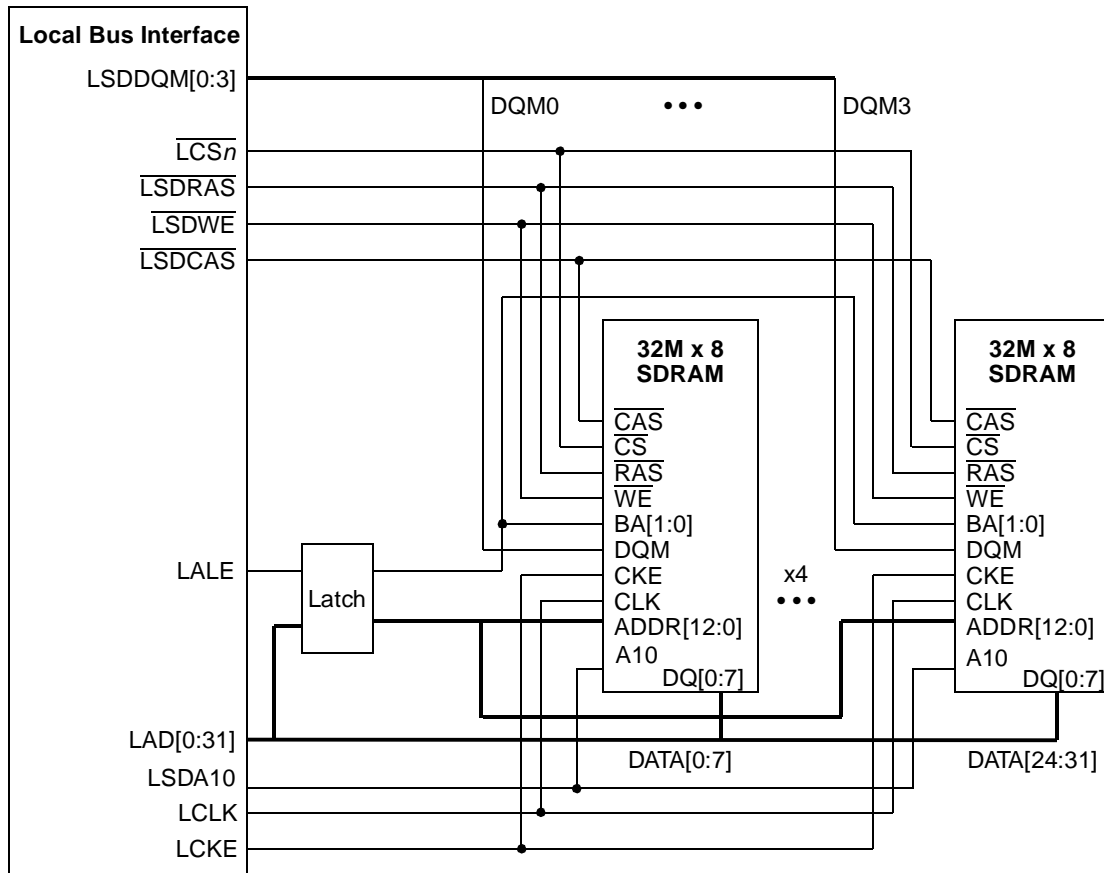 Local Bus Interface
LSDDQM[0:3]
DQM0
DQM3
LCSn
LSDRAS
LSDWE
LSDCAS
32M x 8
SDRAM
CAS
CS
RAS
WE
BA[1:0]
DQM
CKE
CLK
ADDR[12:0]
A10
DQ[0:7]
x4
32M x 8
SDRAM
CAS
CS
RAS
WE
BA[1:0]
DQM
CKE
CLK
ADDR[12:0]
A10
DQ[0:7]
LALE
Latch
LAD[0:31]
DATA[0:7]
DATA[24:31]
LSDA10
LCLK
LCKE